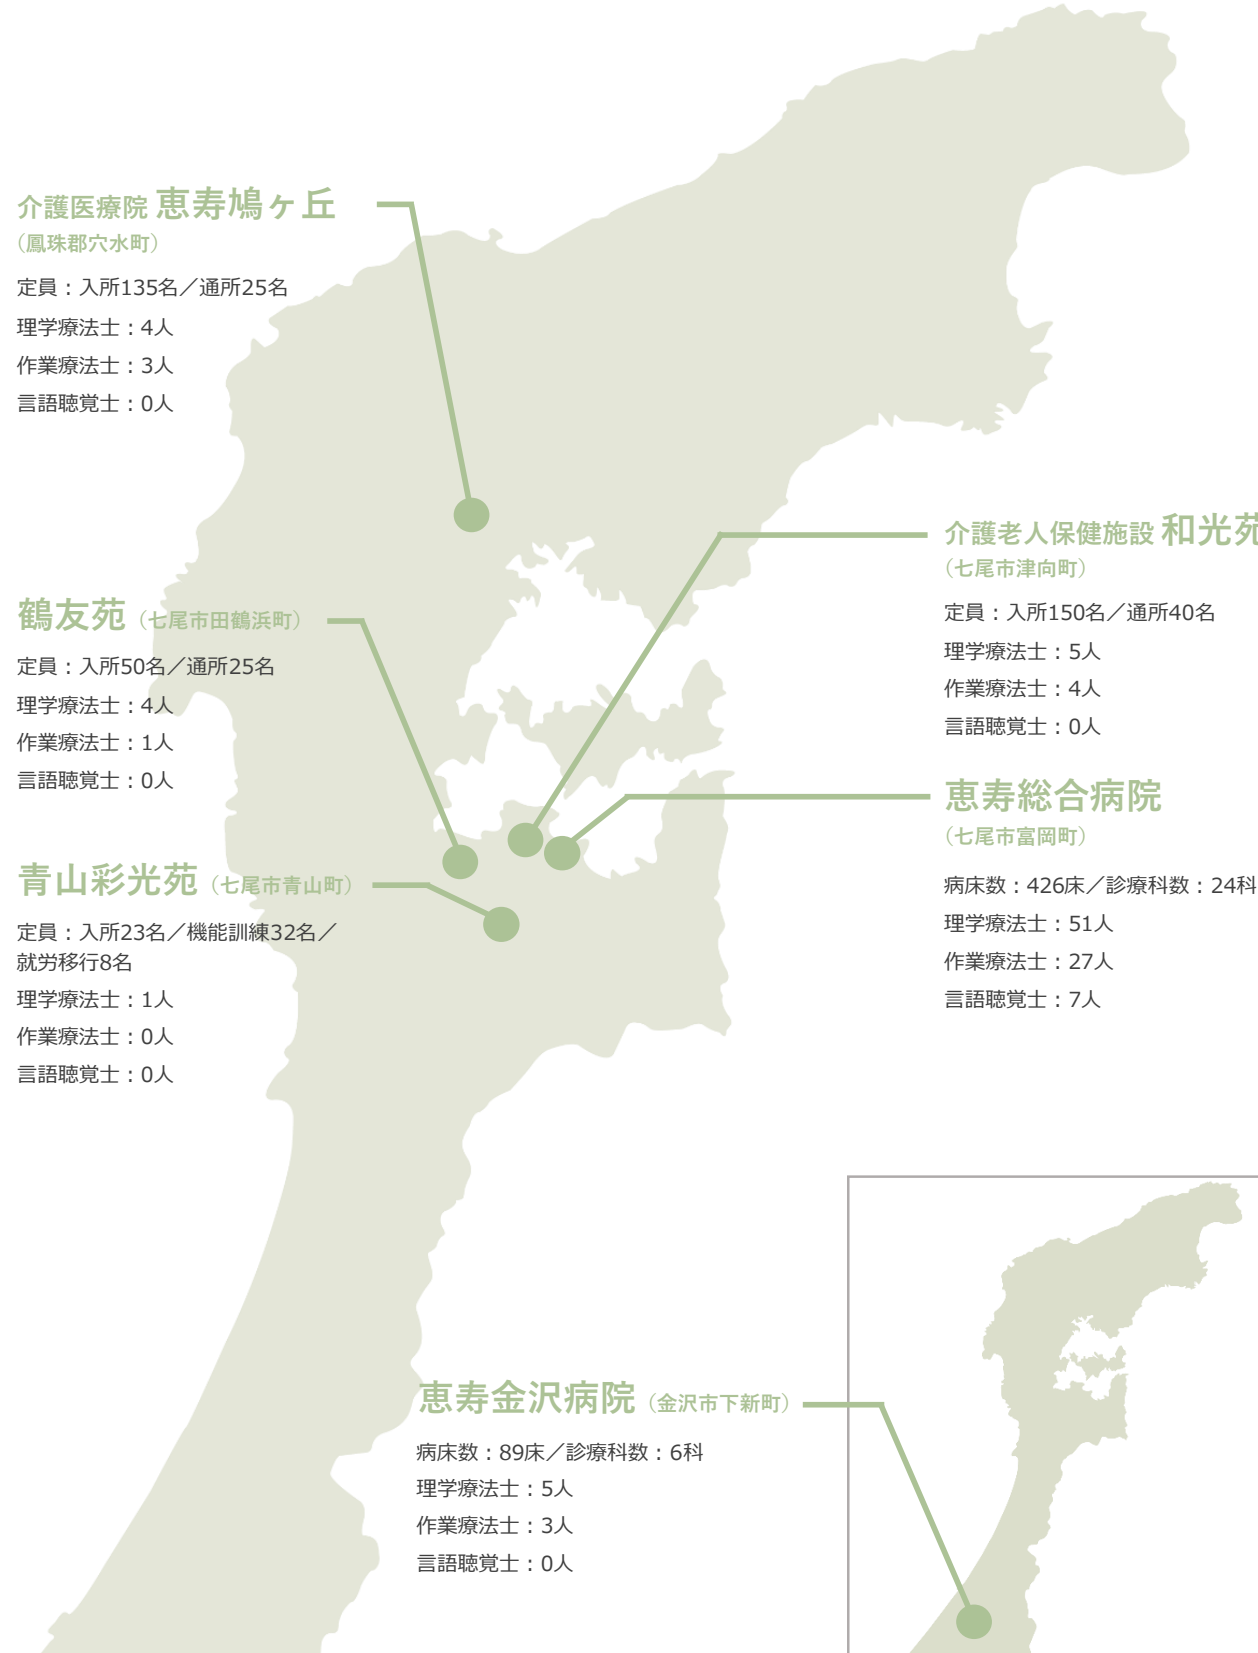 介護医療院 恵寿鳩ヶ丘
（鳳珠郡穴水町）
定員：入所135名／通所25名
理学療法士：4人
作業療法士：3人
言語聴覚士：0人
鶴友苑（七尾市田鶴浜町）
定員：入所50名／通所25名
理学療法士：4人
作業療法士：1人
言語聴覚士：0人
青山彩光苑（七尾市青山町）
定員：入所23名／機能訓練32名／
就労移行8名
理学療法士：1人
作業療法士：0人
言語聴覚士：0人
介護老人保健施設 和光苑
（七尾市津向町）
定員：入所150名／通所40名
理学療法士：5人
作業療法士：4人
言語聴覚士：0人
恵寿総合病院
（七尾市富岡町）
病床数：426床／診療科数：24科
理学療法士：51人
作業療法士：27人
言語聴覚士：7人
恵寿金沢病院（金沢市下新町）
病床数：89床／診療科数：6科
理学療法士：5人
作業療法士：3人
言語聴覚士：0人